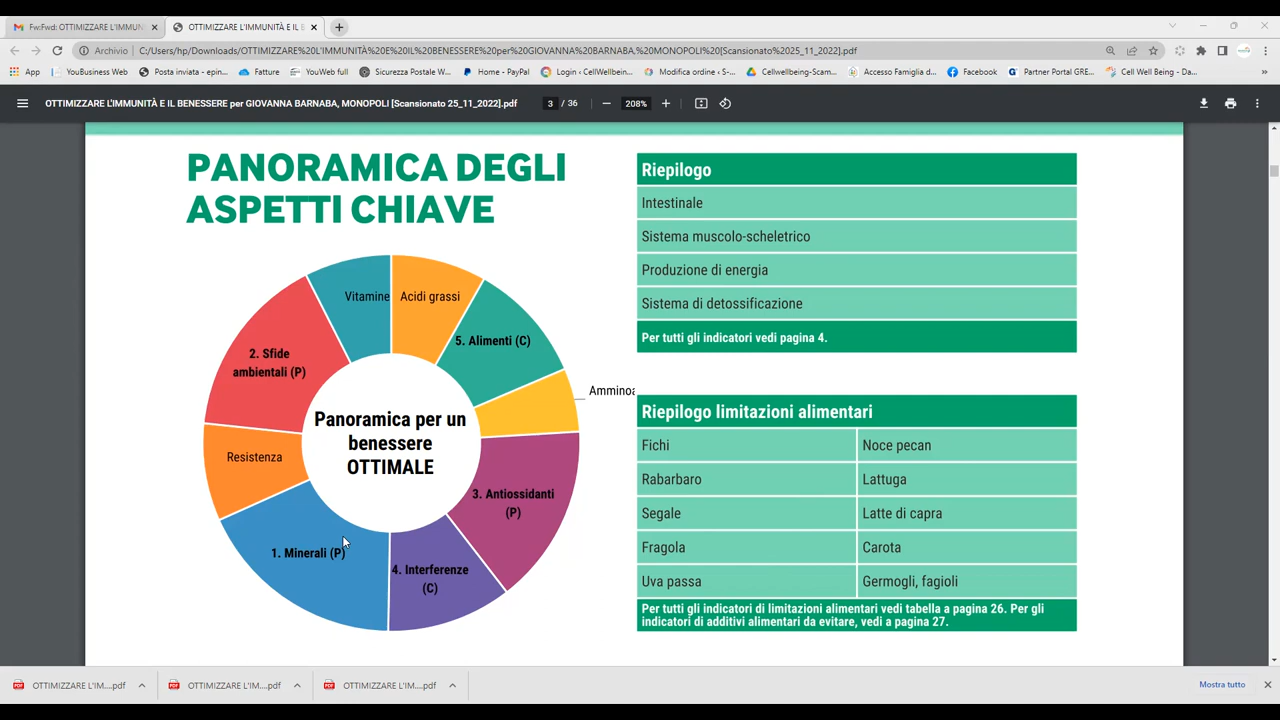 Fw:Fwd: OTTIMIZZARE L'IMMUN
OTTIMIZZARE L'IMMUNITÀ E IL B
Archivio
C:/Users/hp/Downloads/OTTIMIZZARE%20L'IMMUNITÀ%20E%20IL%20BENESSERE%20per%20GIOVANNA%20BARNABA,%20MONOPOLI%20[Scansionato%2025_11_2022].pdf
App
YouBusiness Web
Posta inviata - epin...
Fatture
YouWeb full
Sicurezza Postale W...
Home - PayPal
Login ‹ CellWellbein...
Modifica ordine ‹ S-...
Cellwellbeing-Scam...
Accesso Famiglia d...
Facebook
Partner Portal GRE...
Cell Well Being - Da...
OTTIMIZZARE L'IMMUNITÀ E IL BENESSERE per GIOVANNA BARNABA, MONOPOLI [Scansionato 25_11_2022].pdf
3 / 36
208%
PANORAMICA DEGLI
ASPETTI CHIAVE
Vitamine
Acidi grassi
5. Alimenti (C)
2. Sfide
ambientali (P)
Amminoa
Panoramica per un
benessere
OTTIMALE
Resistenza
3. Antiossidanti
(P)
1. Minerali (P)
4. Interferenze
(C)
Riepilogo
Intestinale
Sistema muscolo-scheletrico
Produzione di energia
Sistema di detossificazione
Per tutti gli indicatori vedi pagina 4.
Riepilogo limitazioni alimentari
Fichi
Noce pecan
Rabarbaro
Lattuga
Segale
Latte di capra
Fragola
Carota
Uva passa
Germogli, fagioli
Per tutti gli indicatori di limitazioni alimentari vedi tabella a pagina 26. Per gli
indicatori di additivi alimentari da evitare, vedi a pagina 27.
OTTIMIZZARE L'IM....pdf
OTTIMIZZARE L'IM....pdf
OTTIMIZZARE L'IM....pdf
Mostra tutto